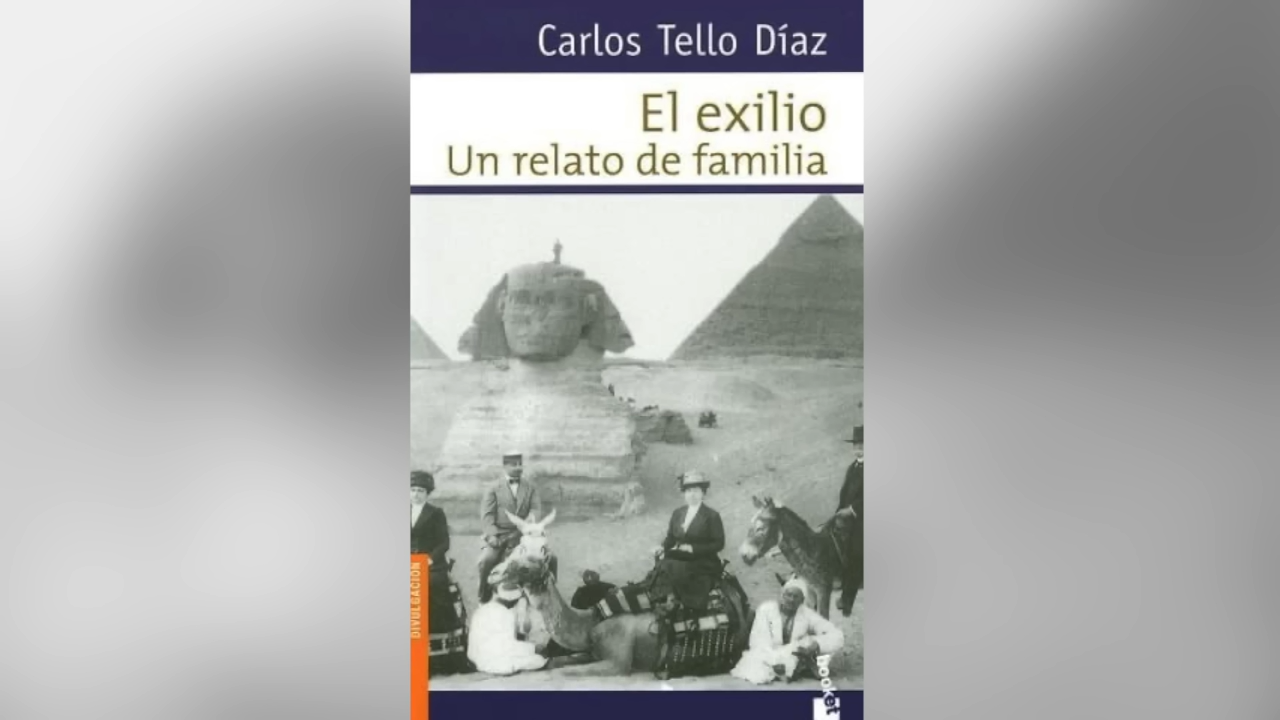 Carlos Tello Díaz
El exilio
Un relato de familia
DIVULGACIÓN
booket